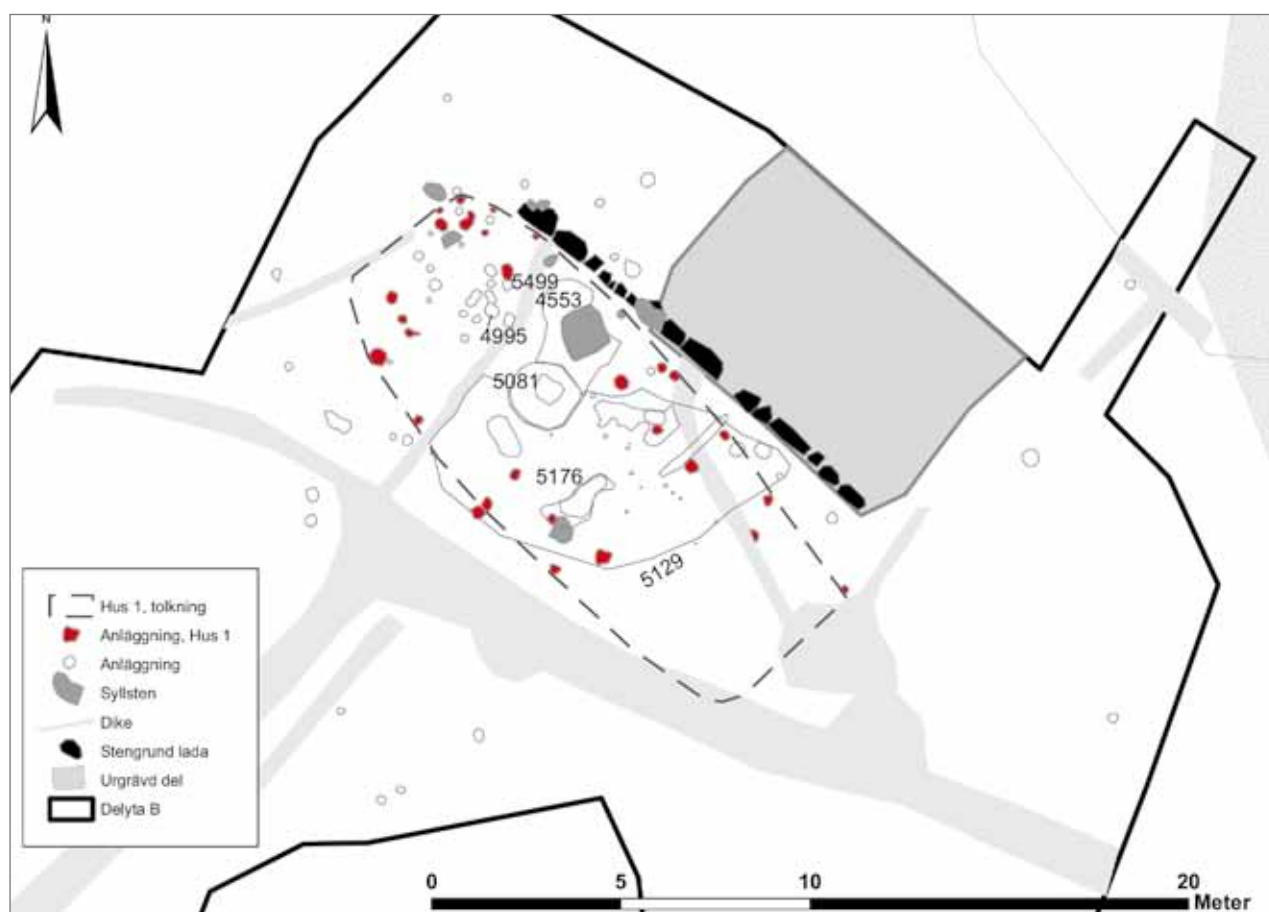 N
5499
4553
4995
5081
5176
5129
Hus 1, tolkning
Anläggning, Hus 1
Anläggning
Syllsten
Dike
Stengrund lada
Urgrävd del
Delyta B
0 5 10 20
Meter